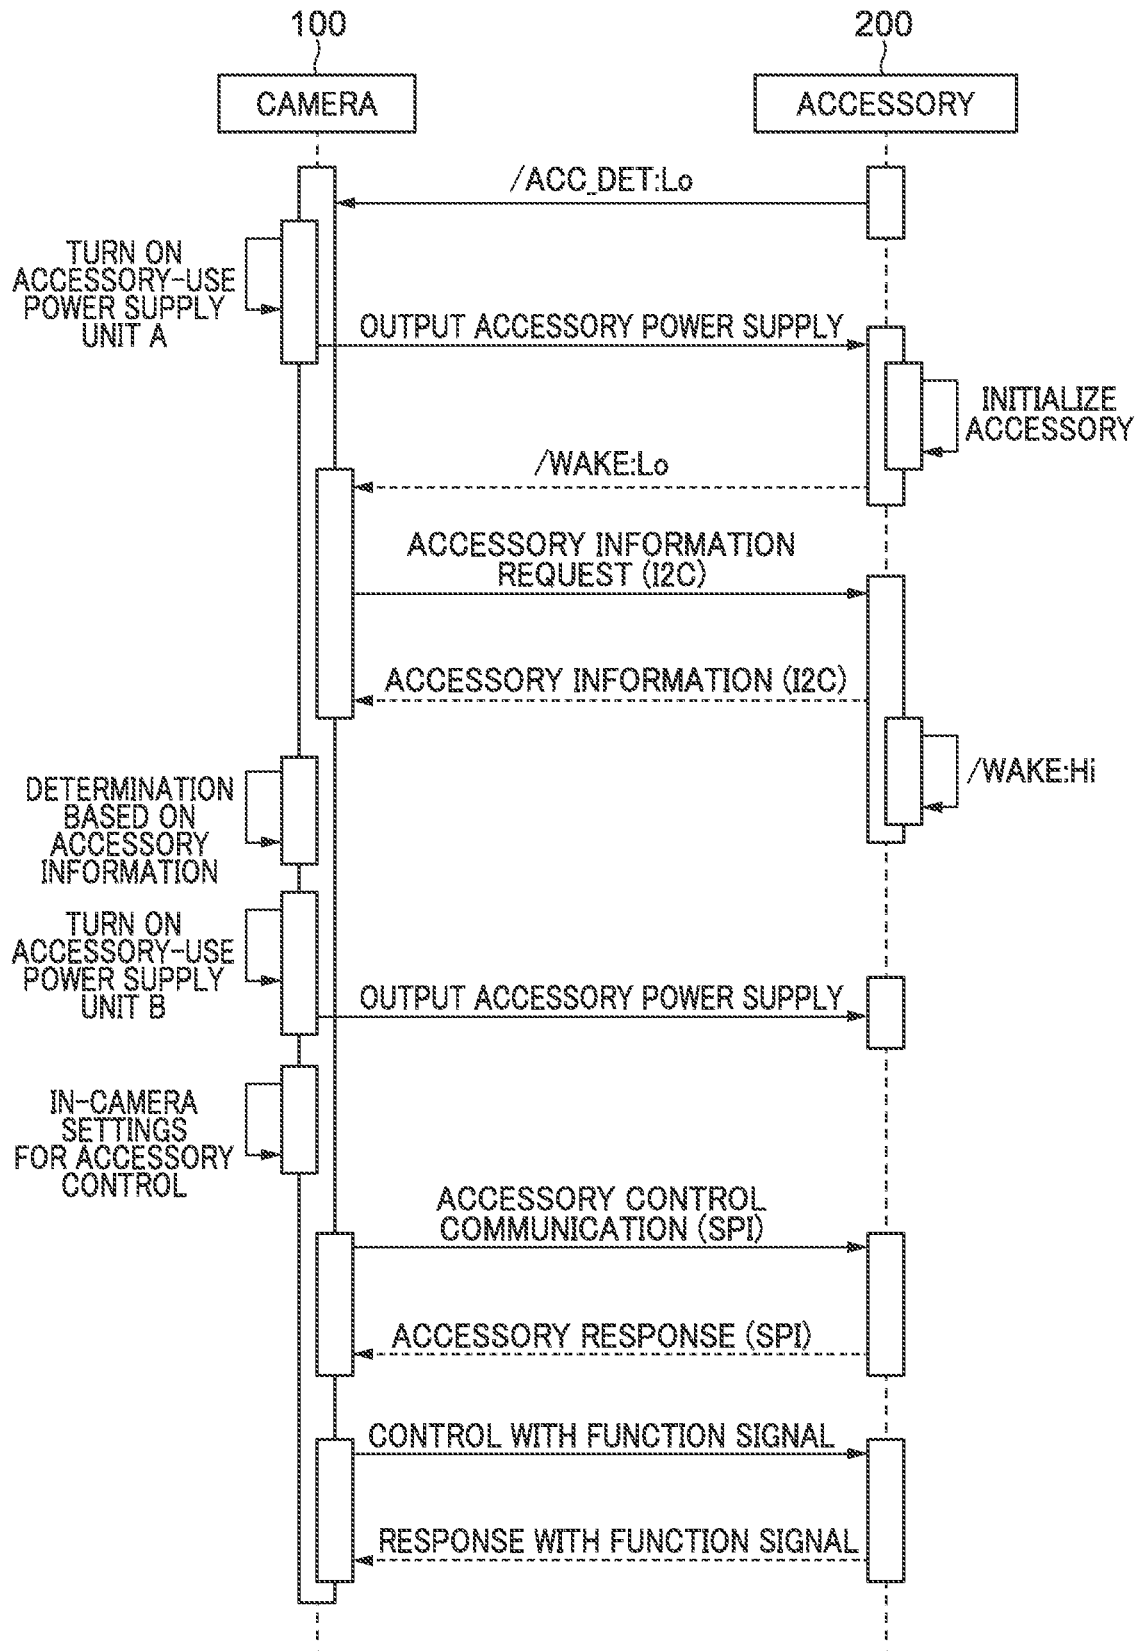 100
200
CAMERA
ACCESSORY
/ACC_DET:Lo
TURN ON
ACCESSORY-USE
POWER SUPPLY
UNIT A
OUTPUT ACCESSORY POWER SUPPLY
INITIALIZE
ACCESSORY
/WAKE:Lo
ACCESSORY INFORMATION
REQUEST (I2C)
ACCESSORY INFORMATION (I2C)
/WAKE:Hi
DETERMINATION
BASED ON
ACCESSORY
INFORMATION
TURN ON
ACCESSORY-USE
POWER SUPPLY
UNIT B
OUTPUT ACCESSORY POWER SUPPLY
IN-CAMERA
SETTINGS
FOR ACCESSORY
CONTROL
ACCESSORY CONTROL
COMMUNICATION (SPI)
ACCESSORY RESPONSE (SPI)
CONTROL WITH FUNCTION SIGNAL
RESPONSE WITH FUNCTION SIGNAL